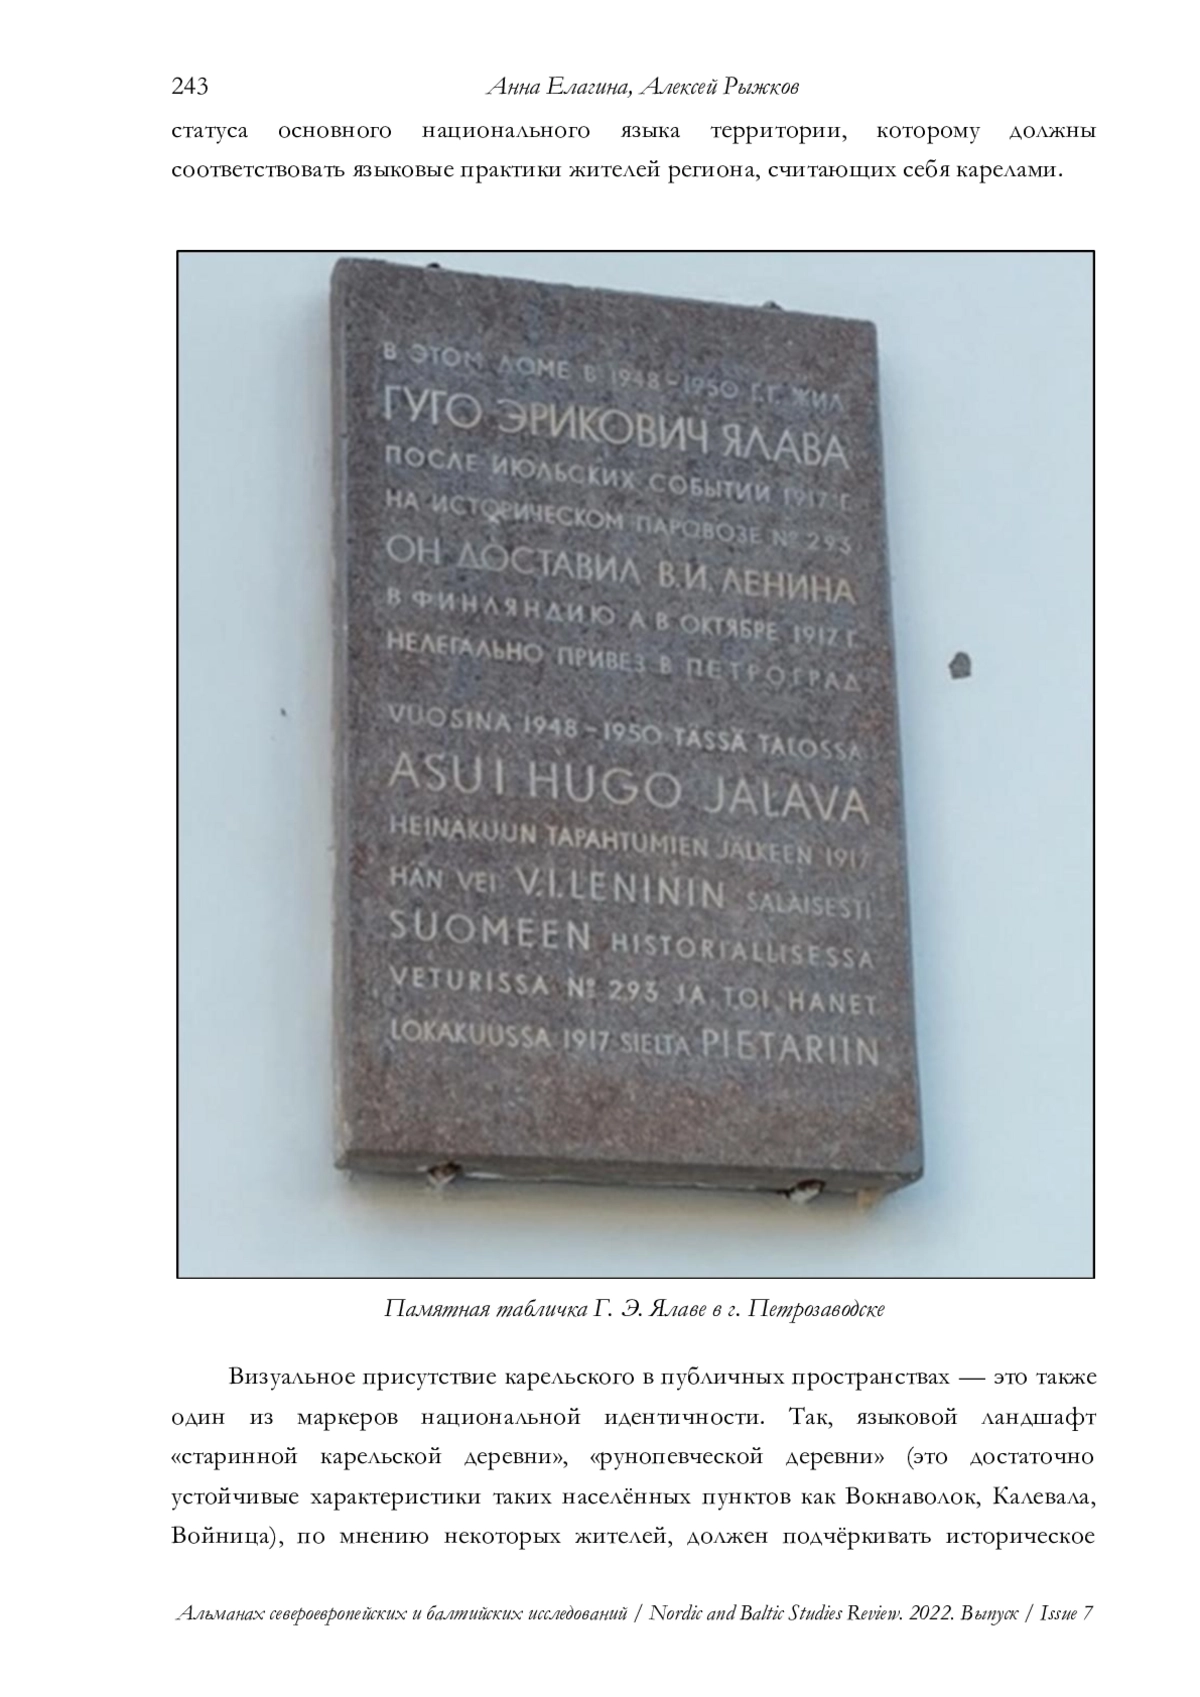 243 Анна Елагина, Алексей Рыжков
статуса основного национального языка территории, которому должны
соответствовать языковые практики жителей региона, считающих себя карелами.
В ЭТОМ ДОМЕ В 1948-1950 Г.Г. ЖИЛ
ГУГО ЭРИКОВИЧ ЯЛАВА
ПОСЛЕ ИЮЛЬСКИХ СОБЫТИИ 1917 Г.
НА ИСТОРИЧЕСКОМ ПАРОВОЗЕ № 293
ОН ДОСТАВИЛ В.И. ЛЕНИНА
В ФИНЛЯНДИЮ А В ОКТЯБРЕ 1917 Г.
НЕЛЕГАЛЬНО ПРИВЕЗ В ПЕТРОГРАД
VUOSINA 1948-1950 TÄSSÄ TALOSSA
ASUI HUGO JALAVA
HEINÄKUUN TAPAHTUMIEN JÄLKEEN 1917
HÄN VEI V.I.LENININ SALAISESTI
SUOMEEN HISTORIALLISESSA
VETURISSA № 293 JA TOI HÄNET
LOKAKUUSSA 1917 SIELTÄ PIETARIIN
Памятная табличка Г. Э. Ялаве в г. Петрозаводске
Визуальное присутствие карельского в публичных пространствах — это также
один из маркеров национальной идентичности. Так, языковой ландшафт
«старинной карельской деревни», «рунопевческой деревни» (это достаточно
устойчивые характеристики таких населённых пунктов как Вокнаволок, Калевала,
Войница), по мнению некоторых жителей, должен подчёркивать историческое
Альманах североевропейских и балтийских исследований / Nordic and Baltic Studies Review. 2022. Выпуск / Issue 7